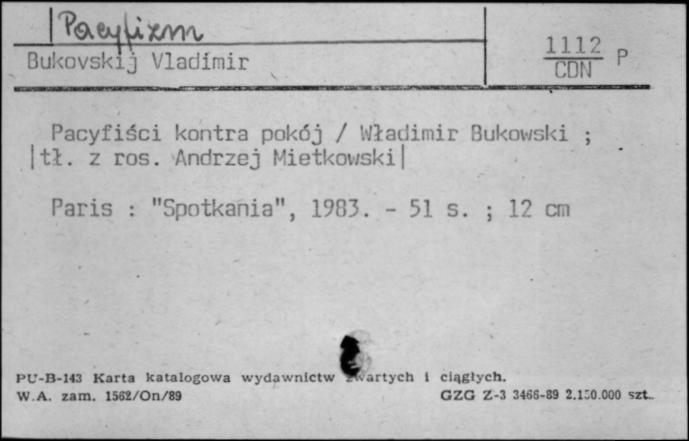 Pacyfizm
Bukovskij Vladimir
1112 P
CDN
Pacyfiści kontra pokój / Władimir Bukowski ;
|tł. z ros. Andrzej Mietkowski|
Paris : "Spotkania", 1983. - 51 s. ; 12 cm
PU-B-143 Karta katalogowa wydawnictw zwartych i ciągłych.
W.A. zam. 1562/On/89 GZG Z-3 3466-89 2.150.000 szt.